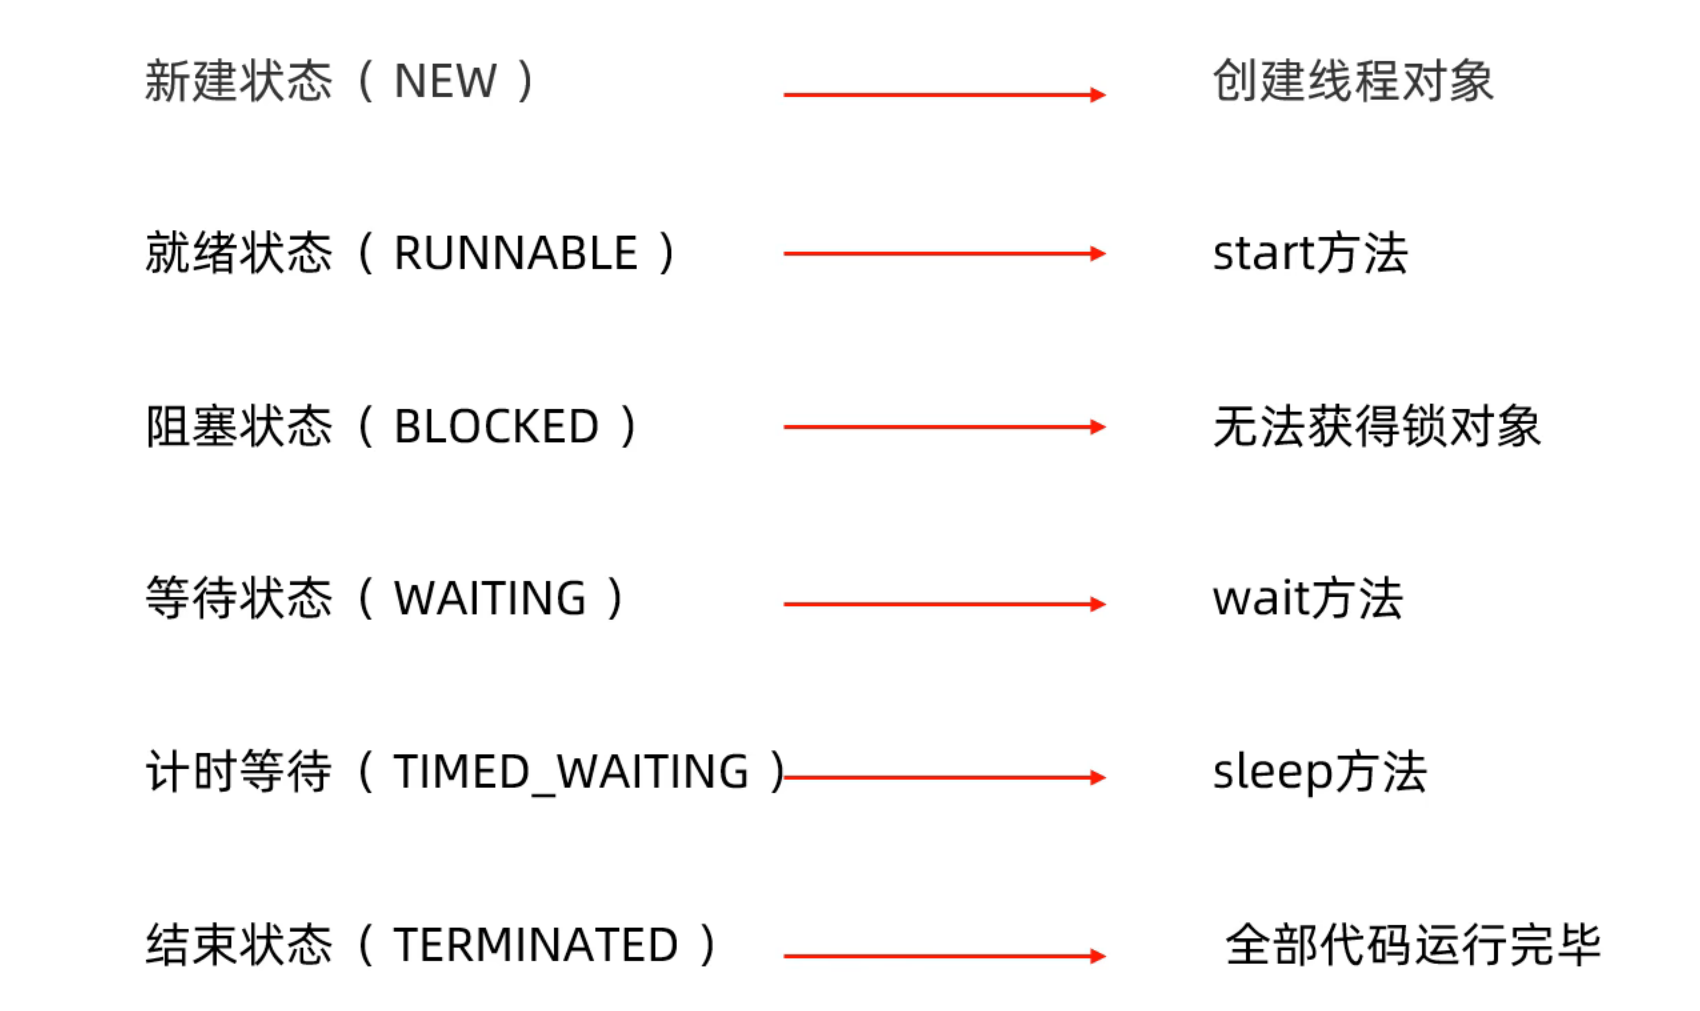 新建状态（ NEW ） 创建线程对象
就绪状态（ RUNNABLE ） start方法
阻塞状态（ BLOCKED ） 无法获得锁对象
等待状态（ WAITING ） wait方法
计时等待（ TIMED_WAITING ） sleep方法
结束状态（ TERMINATED ） 全部代码运行完毕